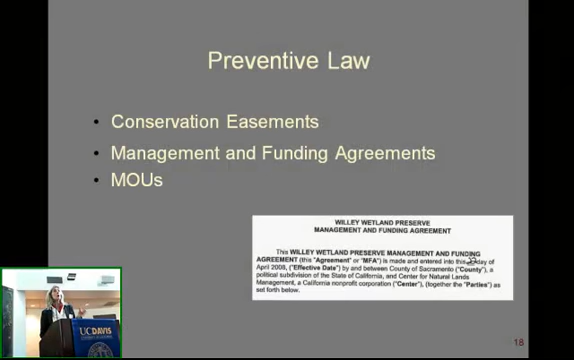 Preventive Law
• Conservation Easements
• Management and Funding Agreements
• MOUs
WILLEY WETLAND PRESERVE
MANAGEMENT AND FUNDING AGREEMENT
This WILLEY WETLAND PRESERVE MANAGEMENT AND FUNDING
AGREEMENT (this "Agreement" or "MFA") is made and entered into this day of
April 2008, ("Effective Date") by and between County of Sacramento ("County"), a
political subdivision of the State of California, and Center for Natural Lands
Management, a California nonprofit corporation ("Center"), (together the "Parties") as
set forth below.
UC DAVIS
18